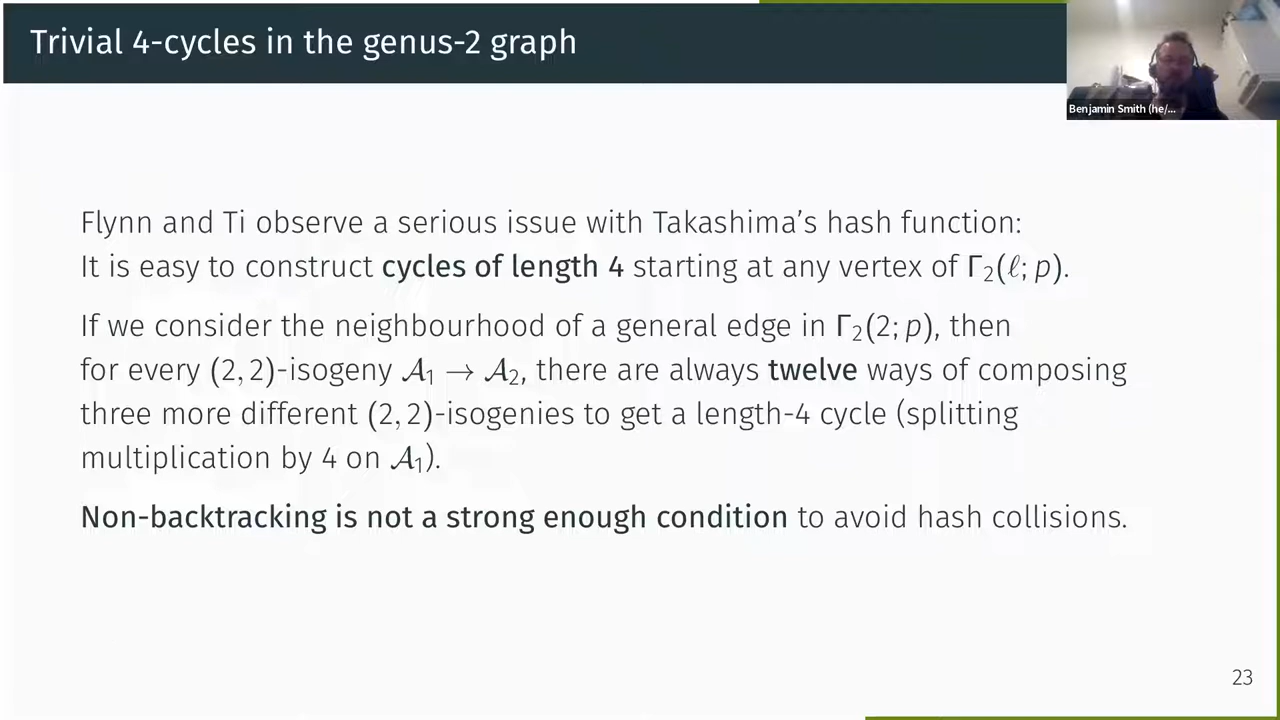 Trivial 4-cycles in the genus-2 graph
Benjamin Smith (he/...
Flynn and Ti observe a serious issue with Takashima’s hash function:
It is easy to construct cycles of length 4 starting at any vertex of Γ₂(ℓ; p).
If we consider the neighbourhood of a general edge in Γ₂(2; p), then
for every (2, 2)-isogeny 𝒜₁ → 𝒜₂, there are always twelve ways of composing
three more different (2, 2)-isogenies to get a length-4 cycle (splitting
multiplication by 4 on 𝒜₁).
Non-backtracking is not a strong enough condition to avoid hash collisions.
23